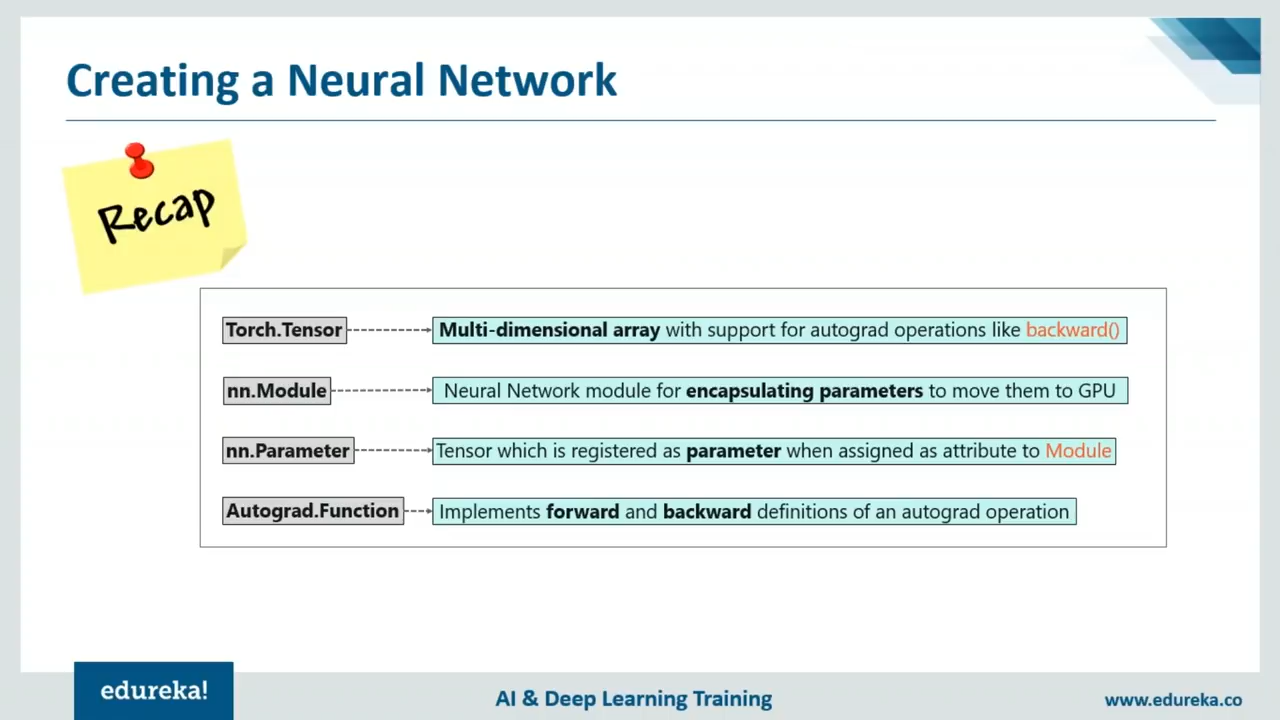 Creating a Neural Network
Recap
Torch.Tensor
Multi-dimensional array with support for autograd operations like backward()
nn.Module
Neural Network module for encapsulating parameters to move them to GPU
nn.Parameter
Tensor which is registered as parameter when assigned as attribute to Module
Autograd.Function
Implements forward and backward definitions of an autograd operation
edureka!
AI & Deep Learning Training
www.edureka.co